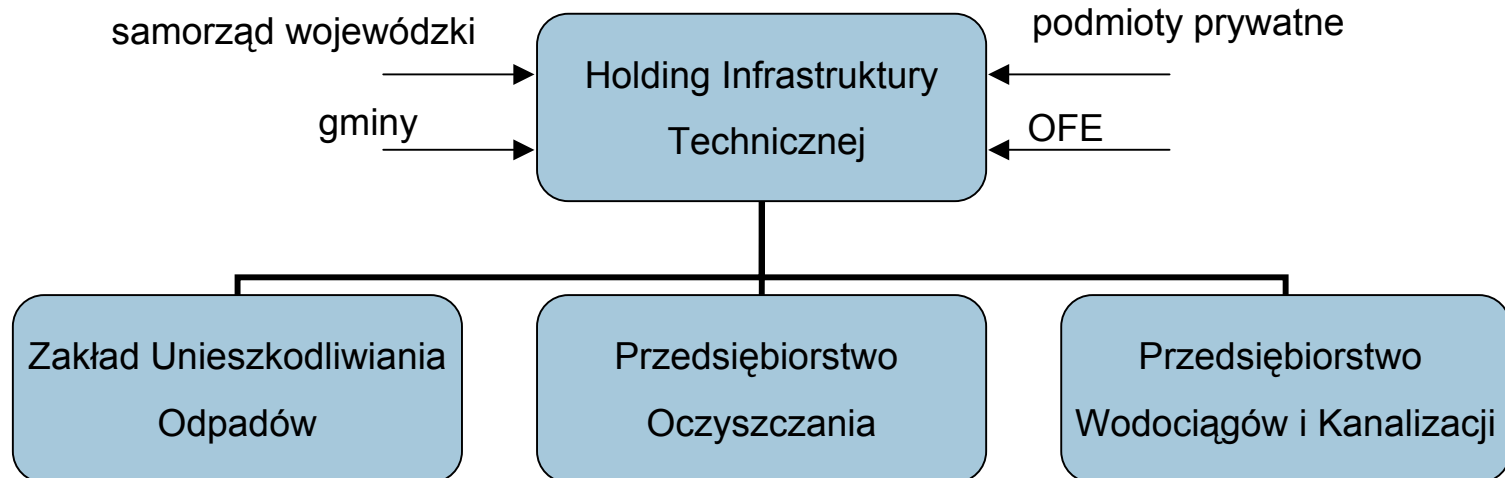 samorząd wojewódzki
podmioty prywatne
Holding Infrastruktury
Technicznej
gminy
OFE
Zakład Unieszkodliwiania
Odpadów
Przedsiębiorstwo
Oczyszczania
Przedsiębiorstwo
Wodociągów i Kanalizacji